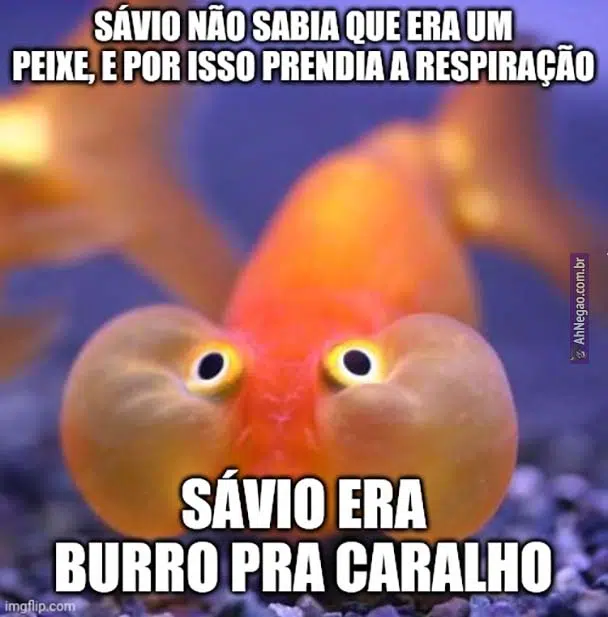 SÁVIO NÃO SABIA QUE ERA UM
PEIXE, E POR ISSO PRENDIA A RESPIRAÇÃO
AhNegao.com.br
SÁVIO ERA
BURRO PRA CARALHO
imgflip.com